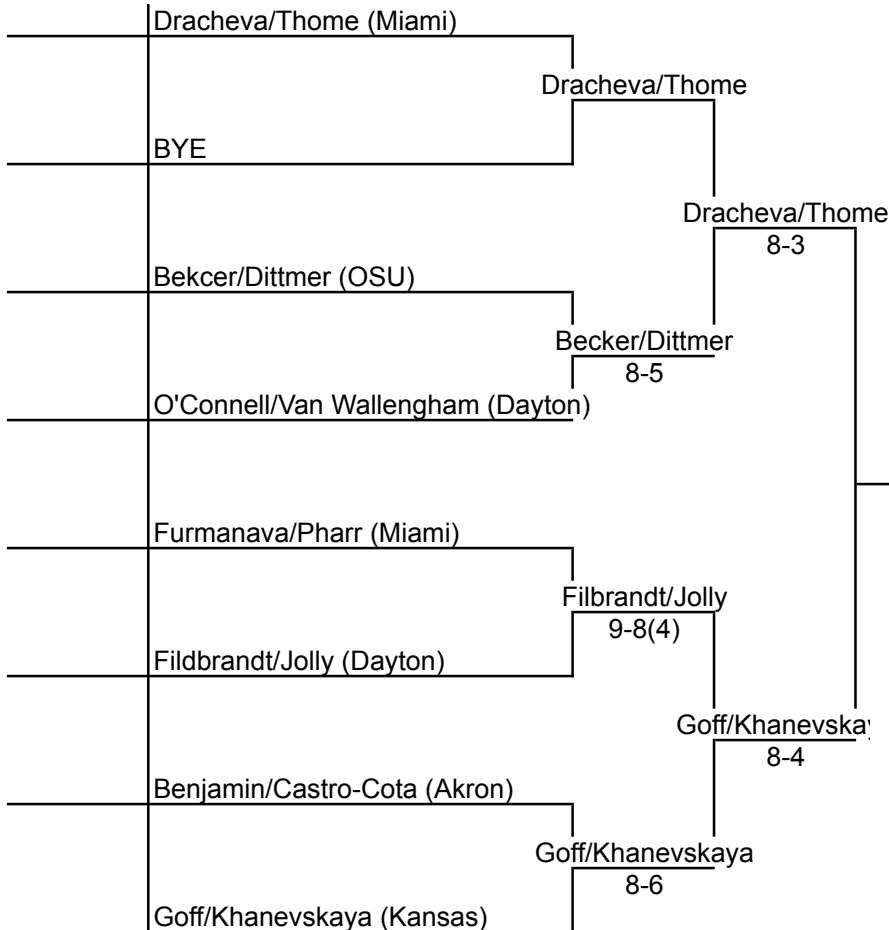 Dracheva/Thome (Miami)
Dracheva/Thome
BYE
Dracheva/Thome
8-3
Bekcer/Dittmer (OSU)
Becker/Dittmer
8-5
O'Connell/Van Wallengham (Dayton)
Furmanava/Pharr (Miami)
Filbrandt/Jolly
9-8(4)
Fildbrandt/Jolly (Dayton)
Goff/Khanevskay
8-4
Benjamin/Castro-Cota (Akron)
Goff/Khanevskaya
8-6
Goff/Khanevskaya (Kansas)